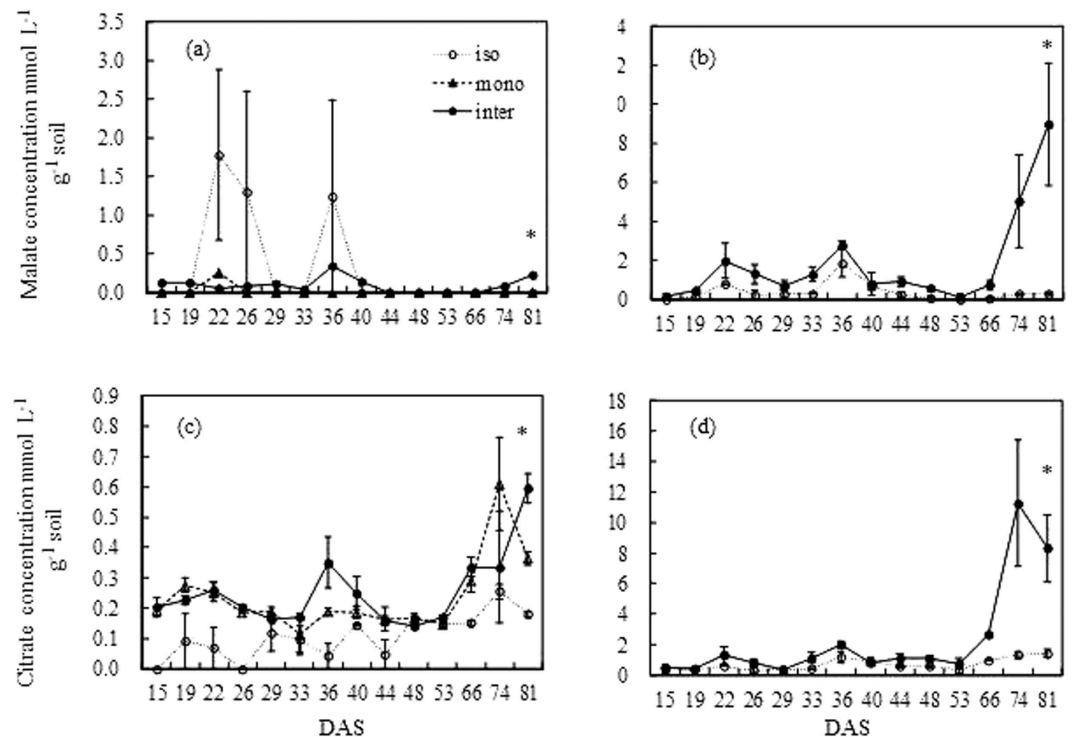 Malate concentration mmol L-1
g-1 soil
3.5
3.0
2.5
2.0
1.5
1.0
0.5
0.0
(a)
iso
mono
inter
*
15 19 22 26 29 33 36 40 44 48 53 66 74 81
4
2
0
8
6
4
2
0
(b)
*
15 19 22 26 29 33 36 40 44 48 53 66 74 81
Citrate concentration mmol L-1
g-1 soil
0.9
0.8
0.7
0.6
0.5
0.4
0.3
0.2
0.1
0.0
(c)
*
15 19 22 26 29 33 36 40 44 48 53 66 74 81
DAS
18
16
14
12
10
8
6
4
2
0
(d)
*
15 19 22 26 29 33 36 40 44 48 53 66 74 81
DAS